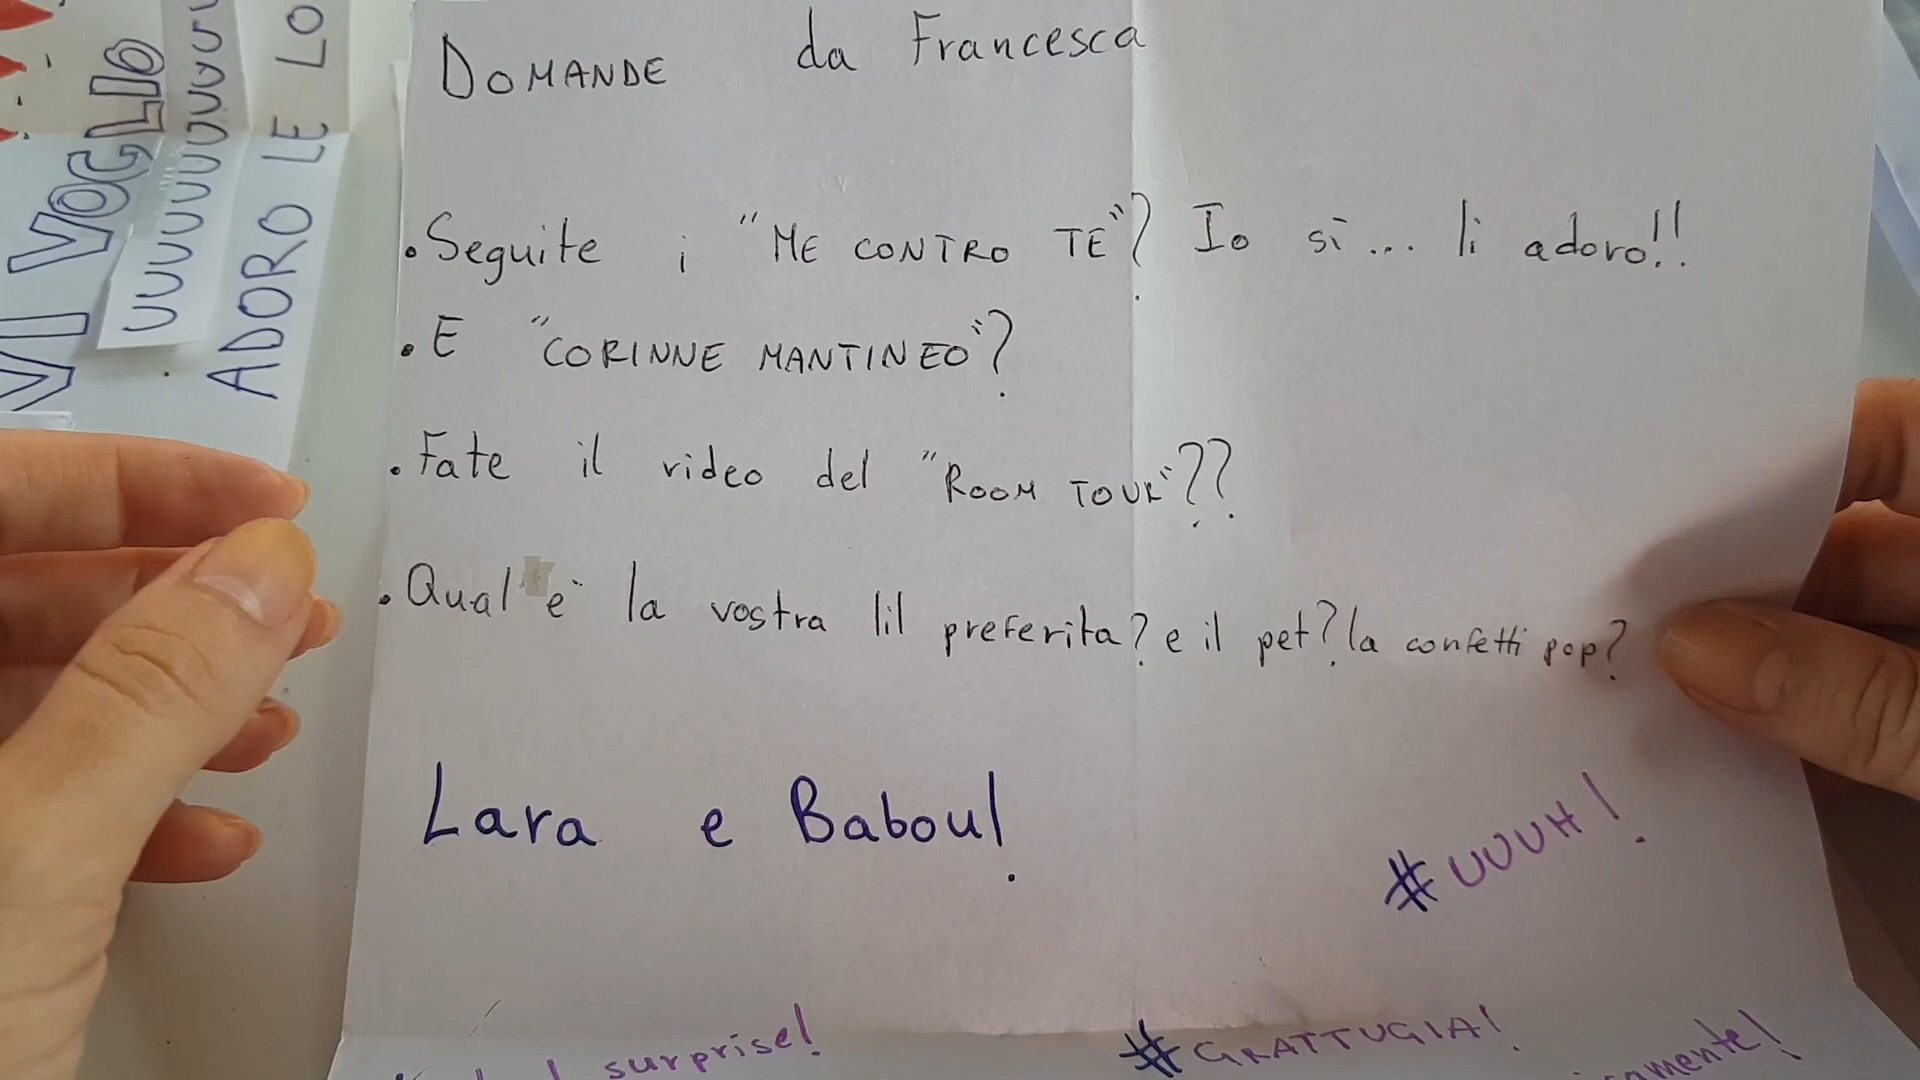 DOMANDE da Francesca
• Seguite i "ME CONTRO TE"? Io sì... li adoro!!
• E "CORINNE MANTINEO"?
• Fate il video del "ROOM TOUR"??
• Qual è la vostra lil preferita? e il pet? la confetti pop?
Lara e Babou!
#UUUH!
surprise!
#GRATTUGIA!
VI VOGLIO
UUUUUUUUUUUU
ADORO LE LO